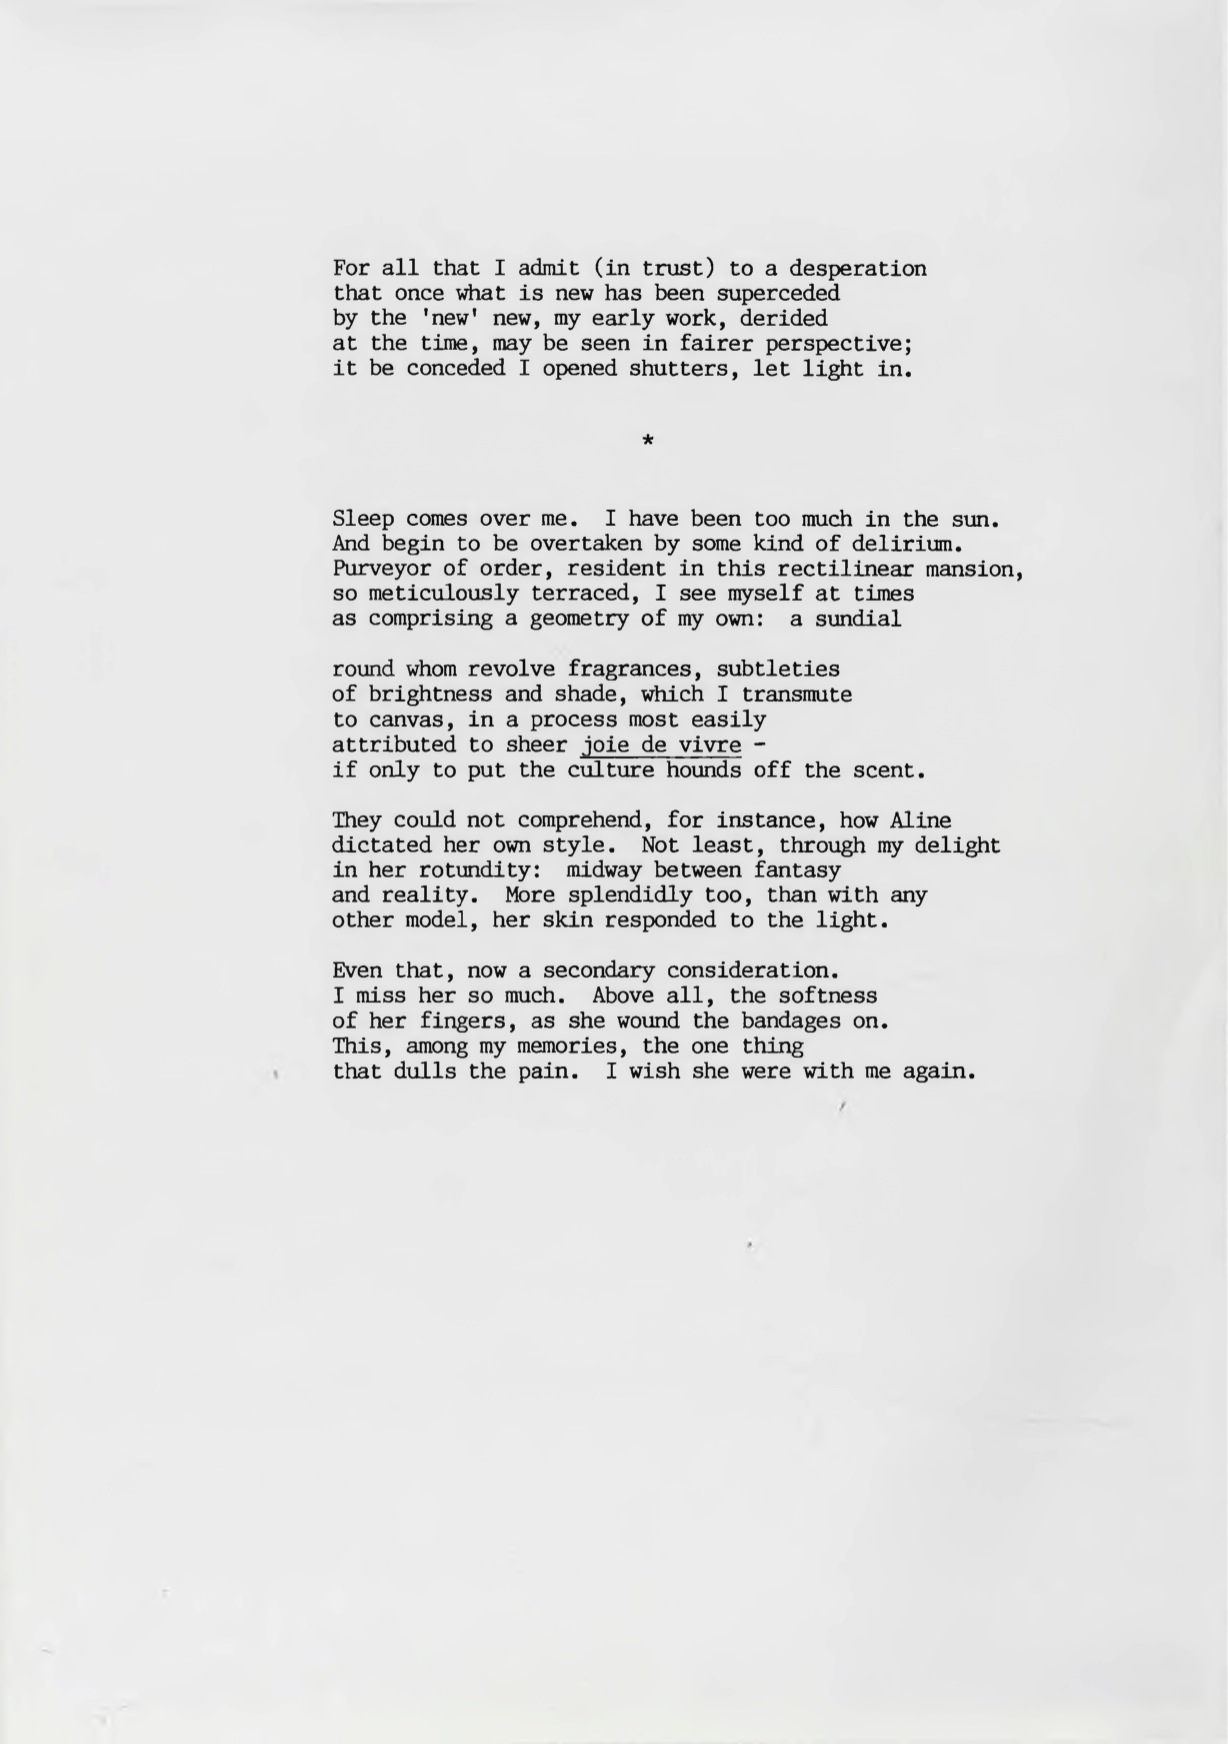 For all that I admit (in trust) to a desperation
that once what is new has been superceded
by the 'new' new, my early work, derided
at the time, may be seen in fairer perspective;
it be conceded I opened shutters, let light in.
*
Sleep comes over me. I have been too much in the sun.
And begin to be overtaken by some kind of delirium.
Purveyor of order, resident in this rectilinear mansion,
so meticulously terraced, I see myself at times
as comprising a geometry of my own: a sundial
round whom revolve fragrances, subtleties
of brightness and shade, which I transmute
to canvas, in a process most easily
attributed to sheer joie de vivre -
if only to put the culture hounds off the scent.
They could not comprehend, for instance, how Aline
dictated her own style. Not least, through my delight
in her rotundity: midway between fantasy
and reality. More splendidly too, than with any
other model, her skin responded to the light.
Even that, now a secondary consideration.
I miss her so much. Above all, the softness
of her fingers, as she wound the bandages on.
This, among my memories, the one thing
that dulls the pain. I wish she were with me again.